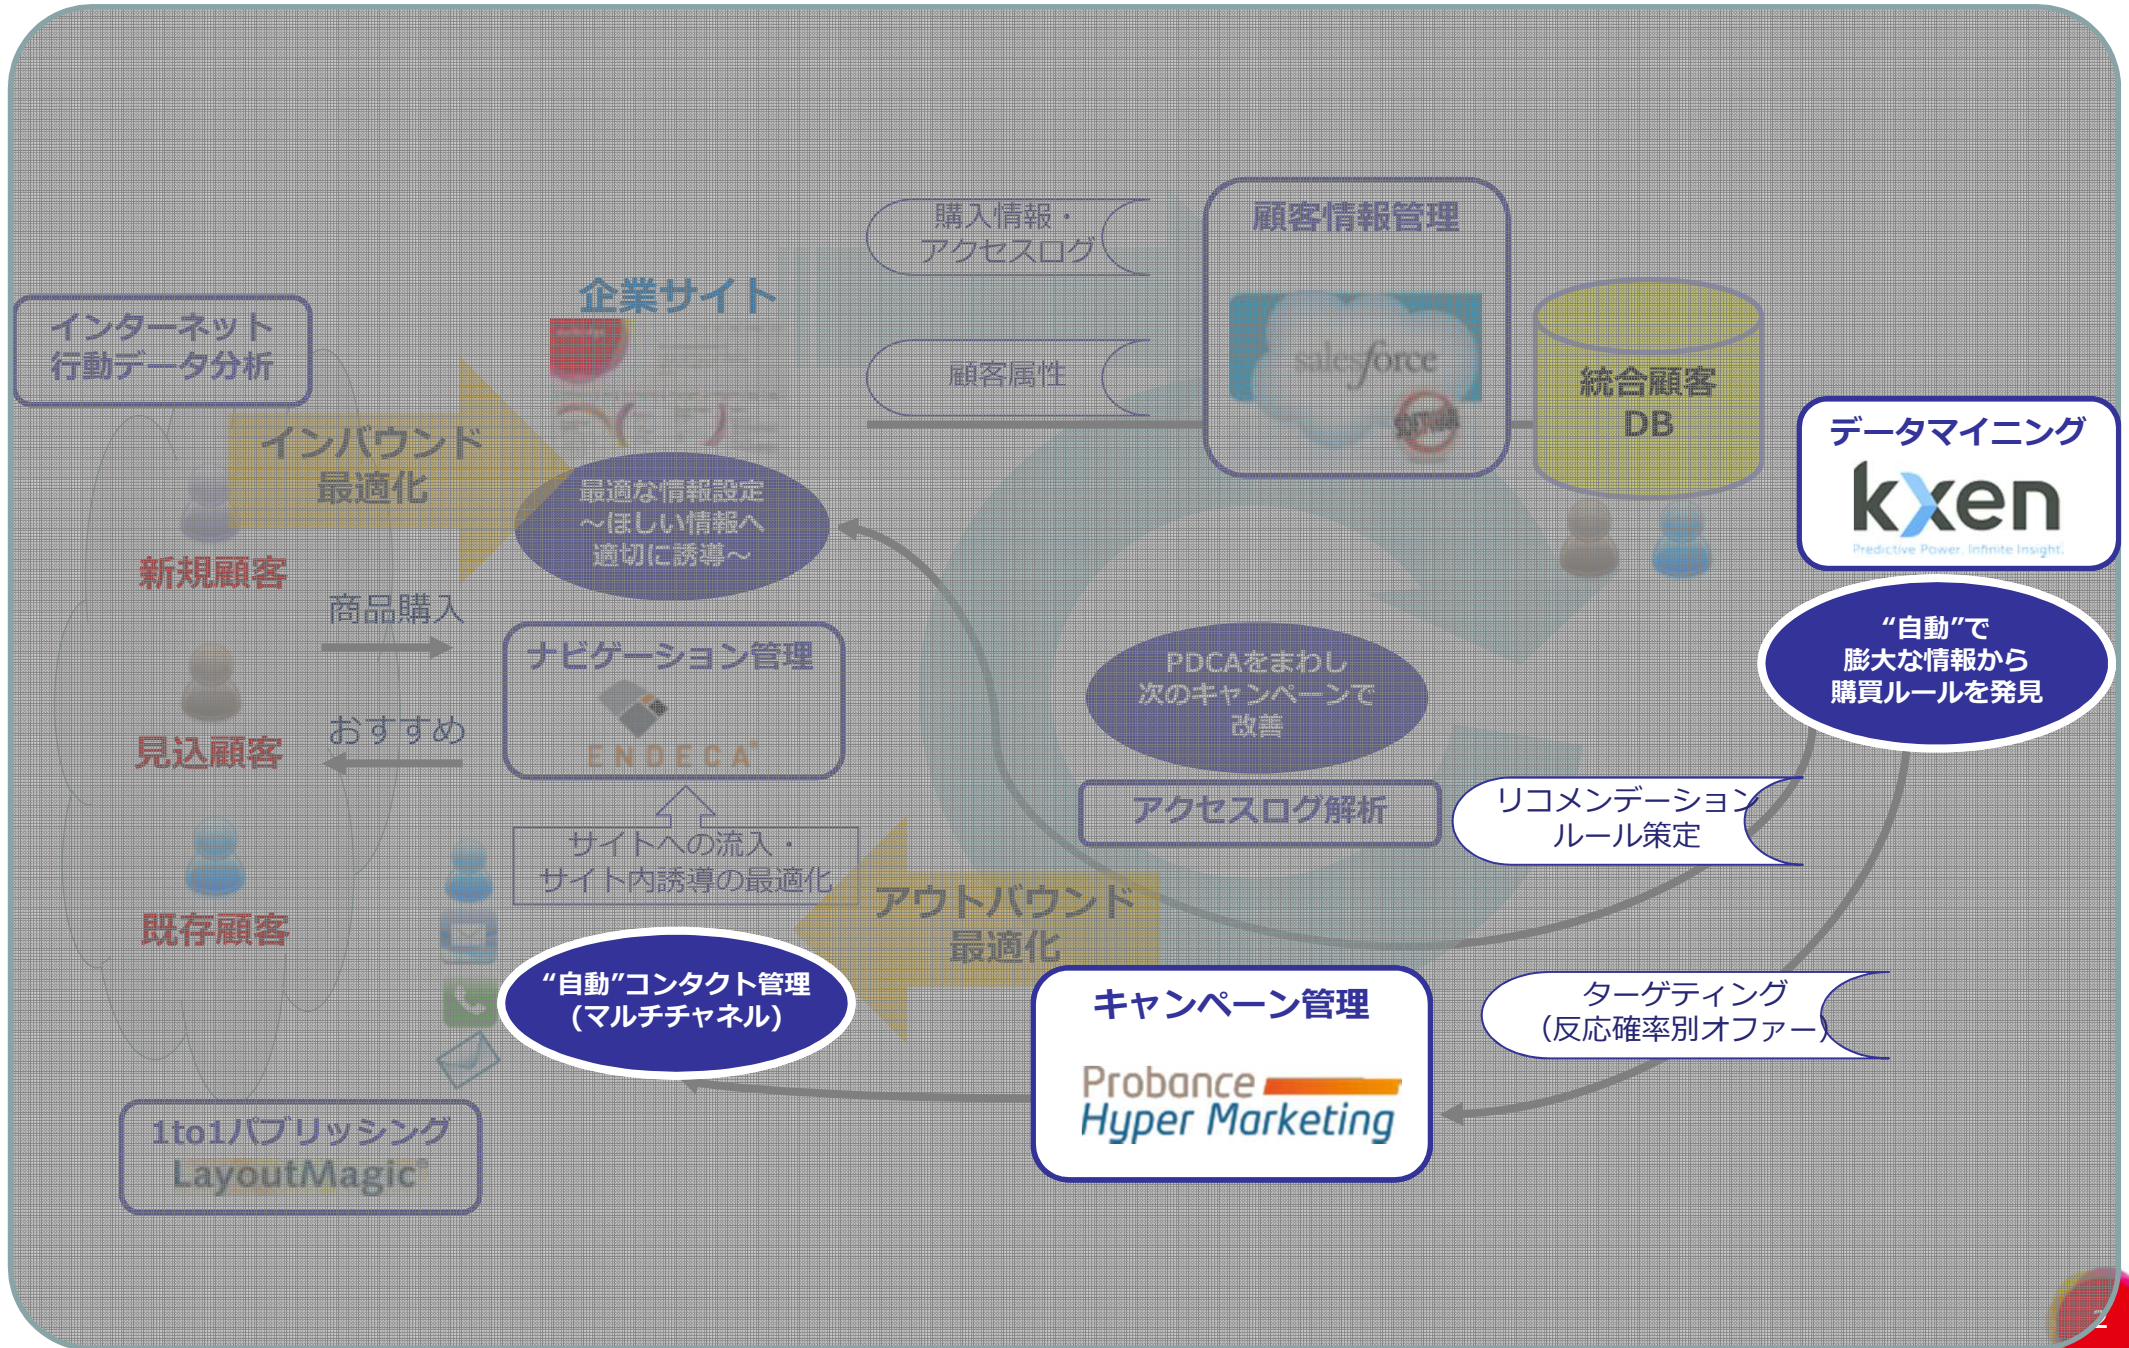 購入情報・
アクセスログ
顧客情報管理
企業サイト
インターネット
行動データ分析
顧客属性
salesforce
統合顧客
DB
データマイニング
kxen
Predictive Power, Infinite Insight.
インバウンド
最適化
最適な情報設定
～ほしい情報へ
適切に誘導～
新規顧客
商品購入
ナビゲーション管理
ENDECA
PDCAをまわし
次のキャンペーンで
改善
“自動”で
膨大な情報から
購買ルールを発見
おすすめ
見込顧客
アクセスログ解析
リコメンデーション
ルール策定
サイトへの流入・
サイト内誘導の最適化
アウトバウンド
最適化
既存顧客
“自動”コンタクト管理
(マルチチャネル)
キャンペーン管理
Probance
Hyper Marketing
ターゲティング
(反応確率別オファー)
1to1パブリッシング
LayoutMagic®
2